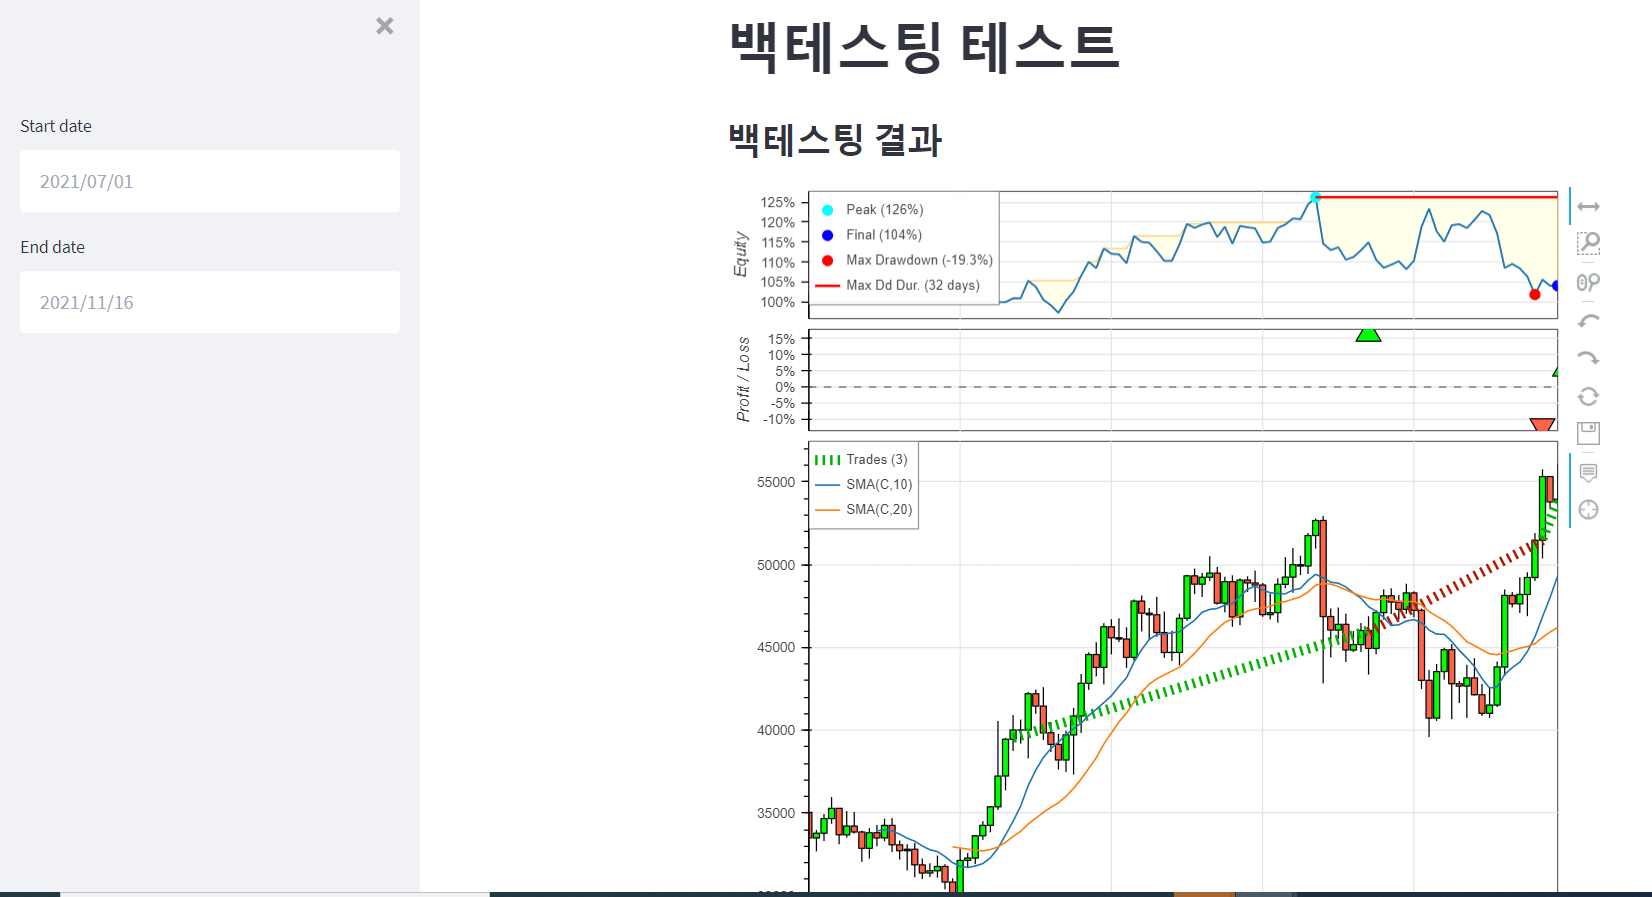 백테스팅 테스트
Start date
2021/07/01
End date
2021/11/16
백테스팅 결과
Equity
125%
120%
115%
110%
105%
100%
Peak (126%)
Final (104%)
Max Drawdown (-19.3%)
Max Dd Dur. (32 days)
Profit / Loss
15%
10%
5%
0%
-5%
-10%
Trades (3)
SMA(C,10)
SMA(C,20)
55000
50000
45000
40000
35000